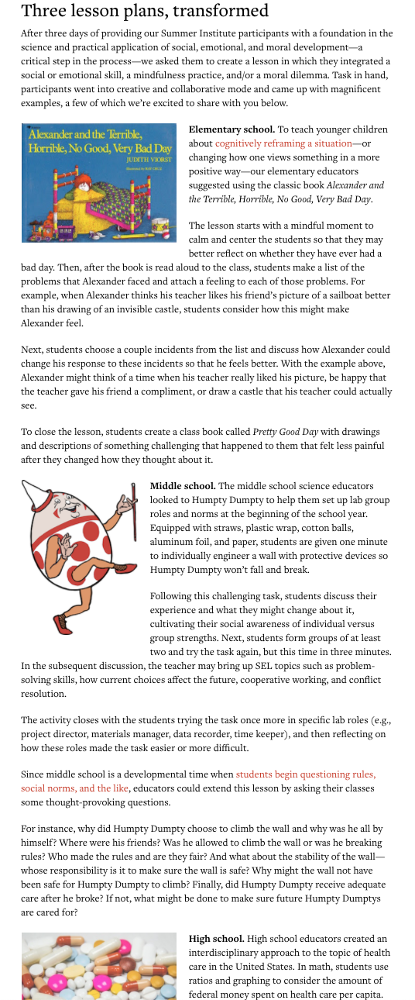 Three lesson plans, transformed
After three days of providing our Summer Institute participants with a foundation in the
science and practical application of social, emotional, and moral development—a
critical step in the process—we asked them to create a lesson in which they integrated a
social or emotional skill, a mindfulness practice, and/or a moral dilemma. Task in hand,
participants went into creative and collaborative mode and came up with magnificent
examples, a few of which we're excited to share with you below.
Alexander and the Terrible,
Horrible, No Good, Very Bad Day
JUDITH VIORST
Illustrated by RAY CRUZ
Elementary school. To teach younger children
about cognitively reframing a situation—or
changing how one views something in a more
positive way—our elementary educators
suggested using the classic book Alexander and
the Terrible, Horrible, No Good, Very Bad Day.
The lesson starts with a mindful moment to
calm and center the students so that they may
better reflect on whether they have ever had a
bad day. Then, after the book is read aloud to the class, students make a list of the
problems that Alexander faced and attach a feeling to each of those problems. For
example, when Alexander thinks his teacher likes his friend's picture of a sailboat better
than his drawing of an invisible castle, students consider how this might make
Alexander feel.
Next, students choose a couple incidents from the list and discuss how Alexander could
change his response to these incidents so that he feels better. With the example above,
Alexander might think of a time when his teacher really liked his picture, be happy that
the teacher gave his friend a compliment, or draw a castle that his teacher could actually
see.
To close the lesson, students create a class book called Pretty Good Day with drawings
and descriptions of something challenging that happened to them that felt less painful
after they changed how they thought about it.
Middle school. The middle school science educators
looked to Humpty Dumpty to help them set up lab group
roles and norms at the beginning of the school year.
Equipped with straws, plastic wrap, cotton balls,
aluminum foil, and paper, students are given one minute
to individually engineer a wall with protective devices so
Humpty Dumpty won't fall and break.
Following this challenging task, students discuss their
experience and what they might change about it,
cultivating their social awareness of individual versus
group strengths. Next, students form groups of at least
two and try the task again, but this time in three minutes.
In the subsequent discussion, the teacher may bring up SEL topics such as problem-
solving skills, how current choices affect the future, cooperative working, and conflict
resolution.
The activity closes with the students trying the task once more in specific lab roles (e.g.,
project director, materials manager, data recorder, time keeper), and then reflecting on
how these roles made the task easier or more difficult.
Since middle school is a developmental time when students begin questioning rules,
social norms, and the like, educators could extend this lesson by asking their classes
some thought-provoking questions.
For instance, why did Humpty Dumpty choose to climb the wall and why was he all by
himself? Where were his friends? Was he allowed to climb the wall or was he breaking
rules? Who made the rules and are they fair? And what about the stability of the wall—
whose responsibility is it to make sure the wall is safe? Why might the wall not have
been safe for Humpty Dumpty to climb? Finally, did Humpty Dumpty receive adequate
care after he broke? If not, what might be done to make sure future Humpty Dumptys
are cared for?
High school. High school educators created an
interdisciplinary approach to the topic of health
care in the United States. In math, students use
ratios and graphing to consider the amount of
federal money spent on health care per capita.